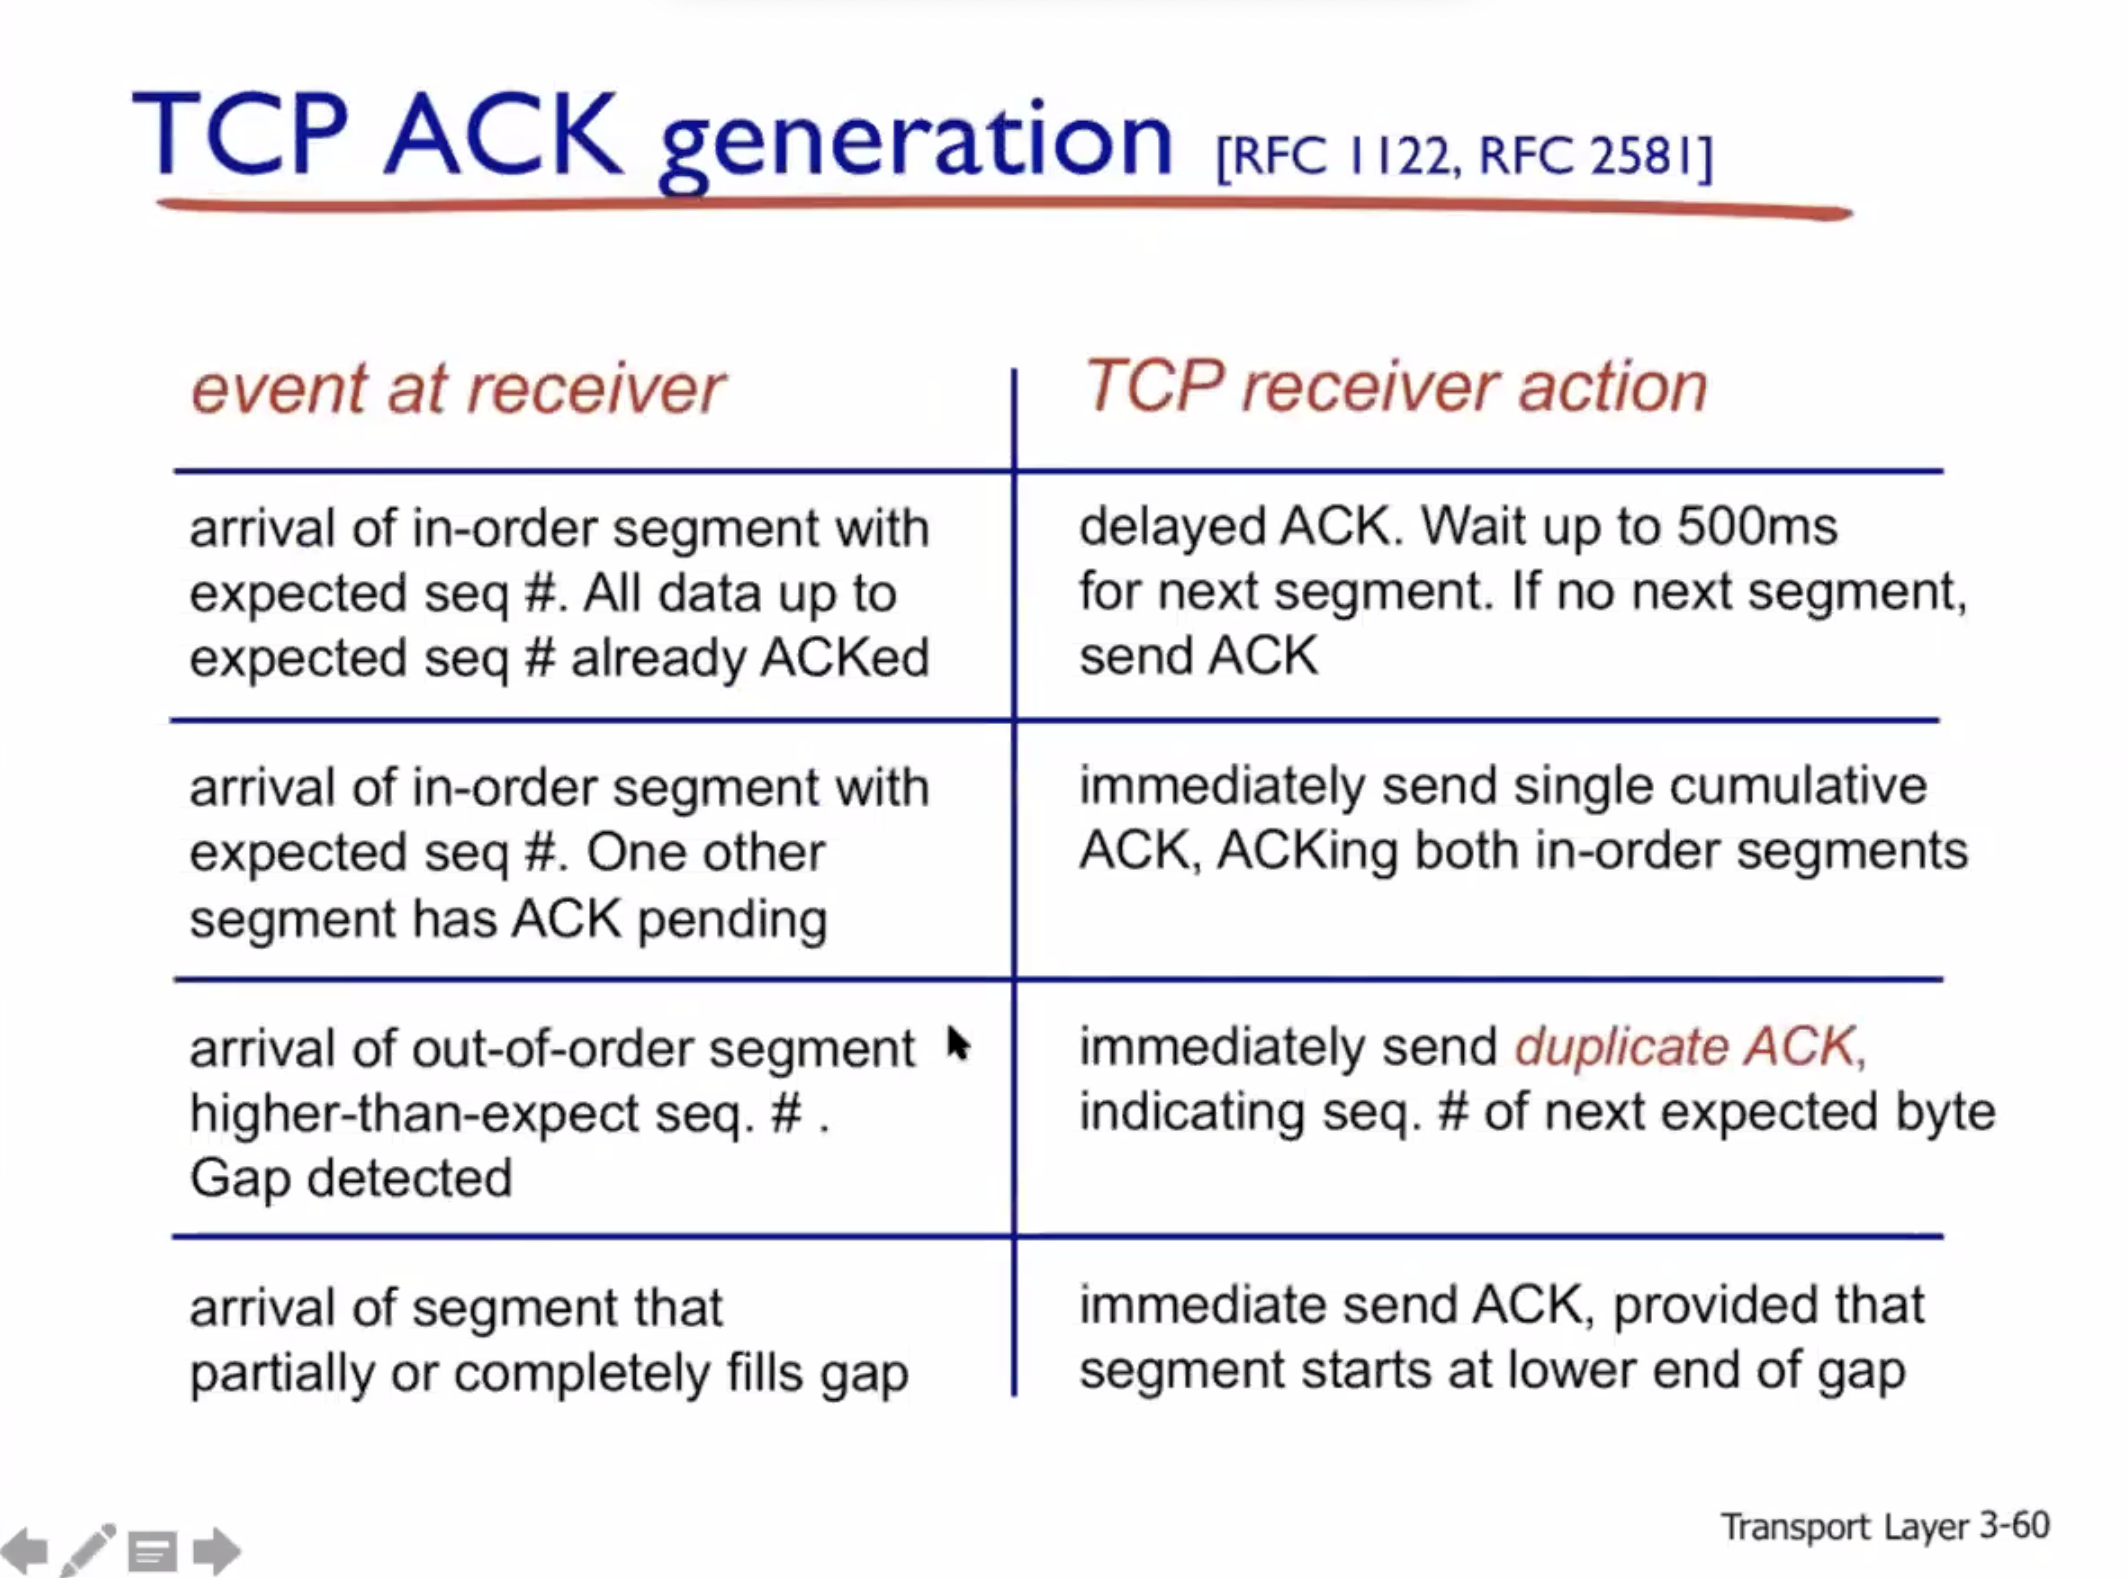 TCP ACK generation [RFC 1122, RFC 2581]
event at receiver
TCP receiver action
arrival of in-order segment with
expected seq #. All data up to
expected seq # already ACKed
delayed ACK. Wait up to 500ms
for next segment. If no next segment,
send ACK
arrival of in-order segment with
expected seq #. One other
segment has ACK pending
immediately send single cumulative
ACK, ACKing both in-order segments
arrival of out-of-order segment
higher-than-expect seq. # .
Gap detected
immediately send duplicate ACK,
indicating seq. # of next expected byte
arrival of segment that
partially or completely fills gap
immediate send ACK, provided that
segment starts at lower end of gap
Transport Layer 3-60